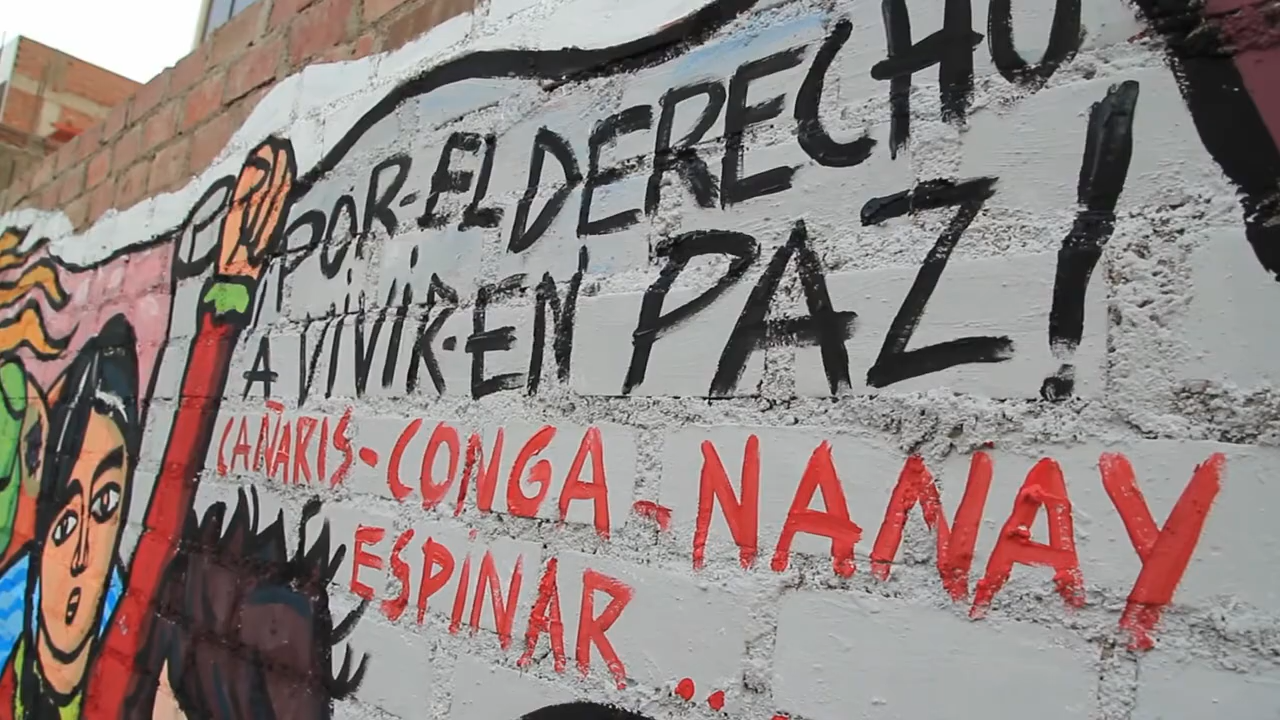 POR-EL DERECHO
A VIVIR-EN PAZ!
CAÑARIS-CONGA-NANAY
ESPINAR...